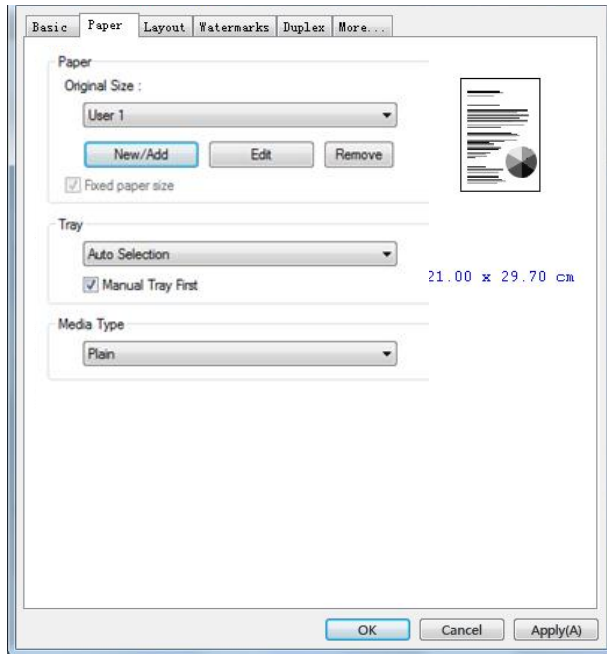 Basic Paper Layout Watermarks Duplex More...
Paper
Original Size :
User 1
New/Add Edit Remove
Fixed paper size
Tray
Auto Selection
Manual Tray First
21.00 x 29.70 cm
Media Type
Plain
OK Cancel Apply(A)